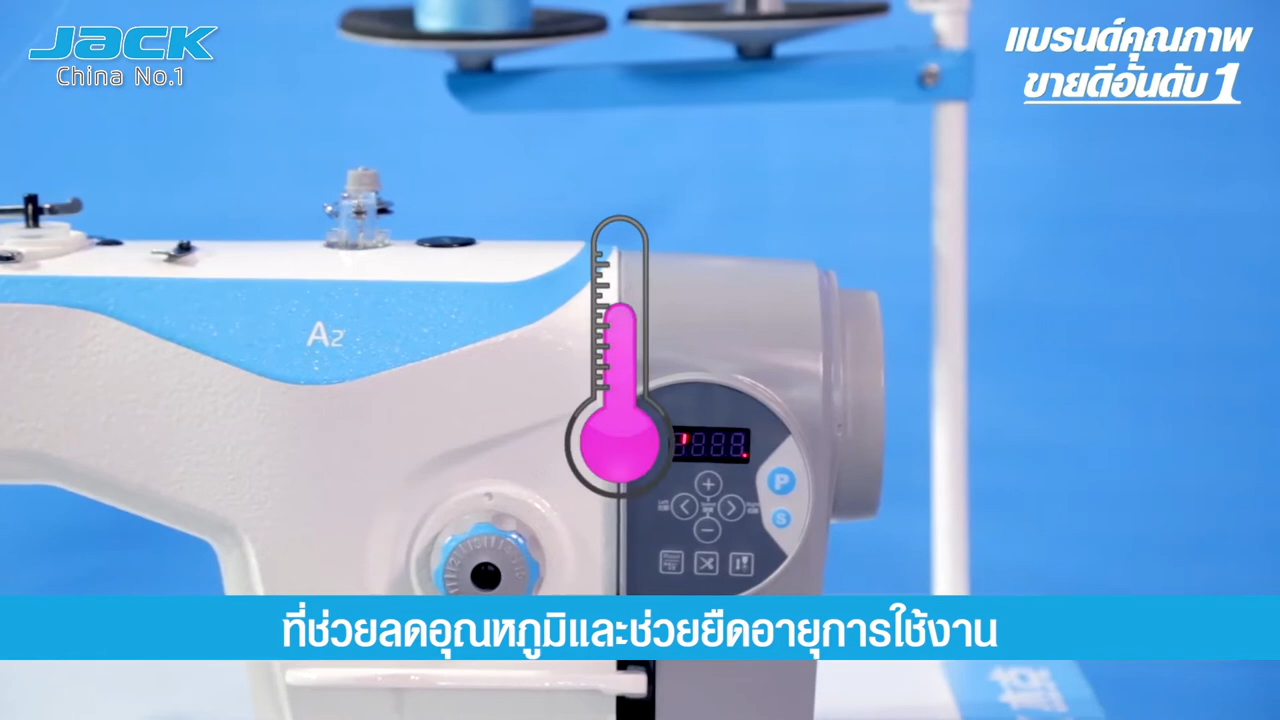 JACK
China No.1
แบรนด์คุณภาพ
ขายดีอันดับ 1
A2
P
S
ที่ช่วยลดอุณหภูมิและช่วยยืดอายุการใช้งาน